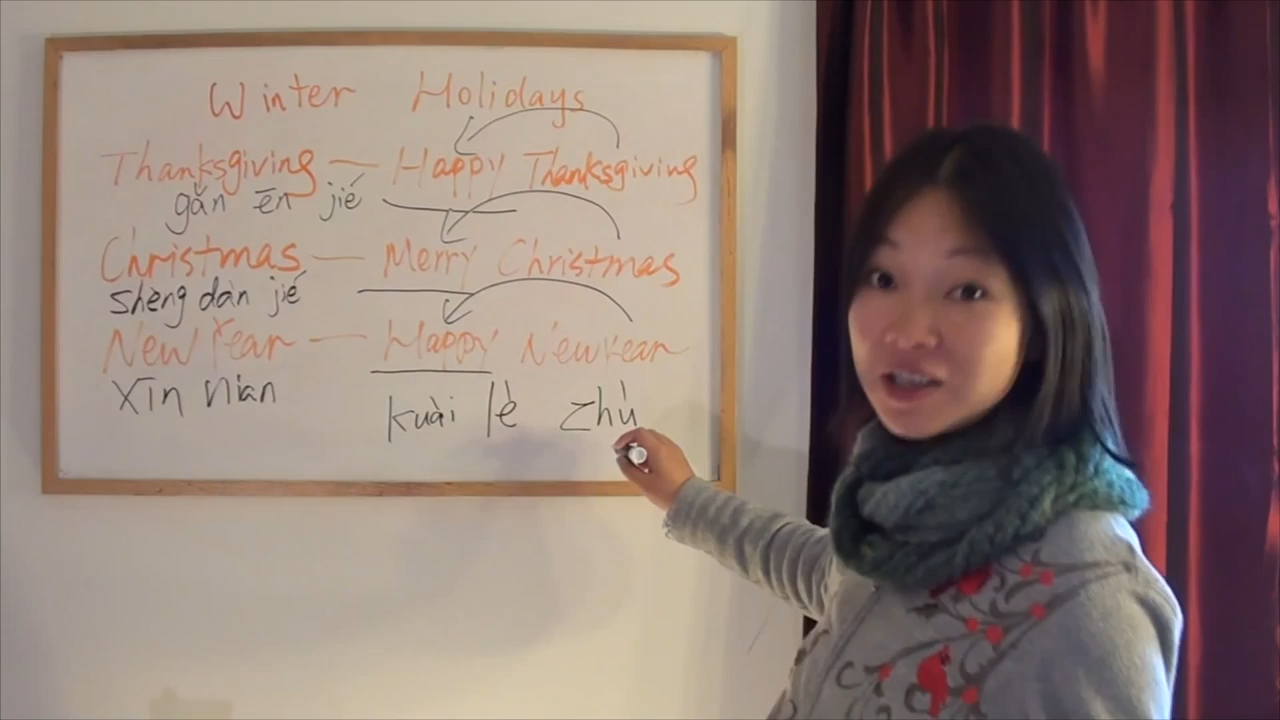 Winter Holidays
Thanksgiving — Happy Thanksgiving
gǎn ēn jié
Christmas — Merry Christmas
shèng dàn jié
New Year — Happy New Year
xīn nián
kuài lè zhù